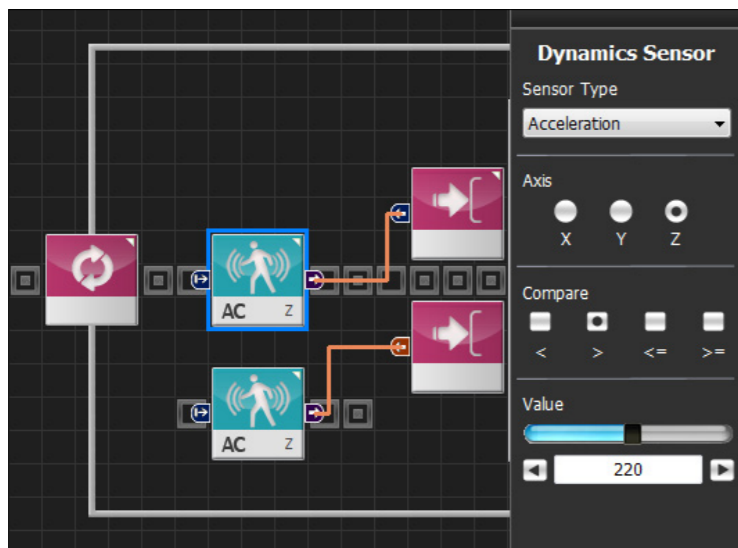 Dynamics Sensor
Sensor Type
Acceleration
Axis
X Y Z
Compare
< > <= >=
Value
220
AC Z
AC Z